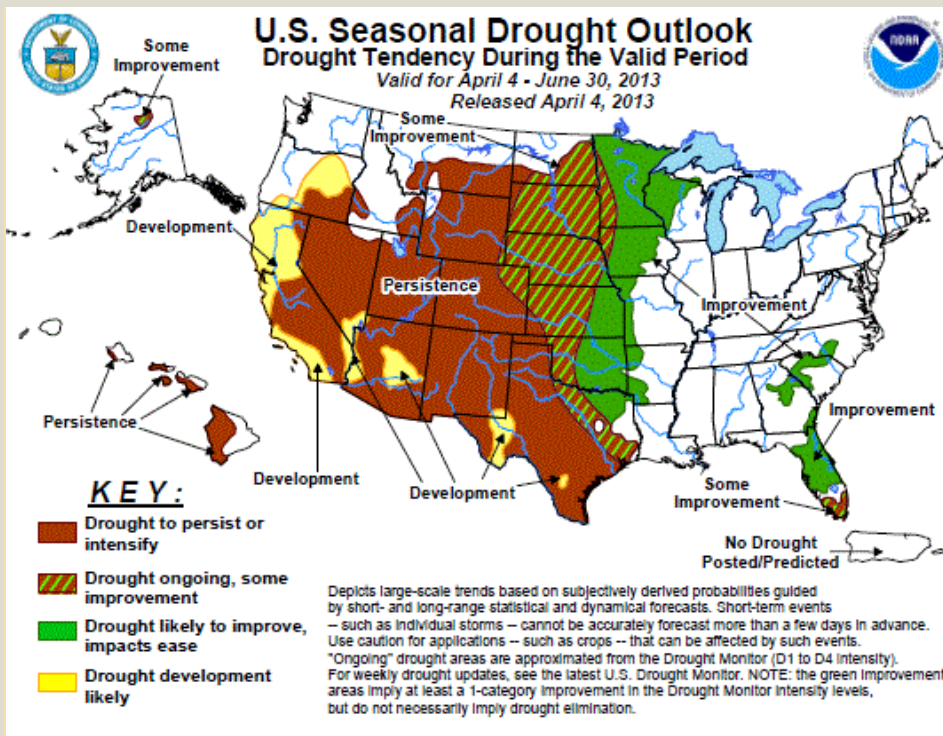 U.S. Seasonal Drought Outlook
Drought Tendency During the Valid Period
Valid for April 4 - June 30, 2013
Released April 4, 2013
NOAA
Some
Improvement
Some
Improvement
Development
Persistence
Improvement
Persistence
Improvement
Development
Development
Some
Improvement
No Drought
Posted/Predicted
KEY:
Drought to persist or
intensify
Drought ongoing, some
improvement
Drought likely to improve,
impacts ease
Drought development
likely
Depicts large-scale trends based on subjectively derived probabilities guided
by short- and long-range statistical and dynamical forecasts. Short-term events
-- such as individual storms -- cannot be accurately forecast more than a few days in advance.
Use caution for applications -- such as crops -- that can be affected by such events.
"Ongoing" drought areas are approximated from the Drought Monitor (D1 to D4 intensity).
For weekly drought updates, see the latest U.S. Drought Monitor. NOTE: the green improvement
areas imply at least a 1-category improvement in the Drought Monitor intensity levels,
but do not necessarily imply drought elimination.